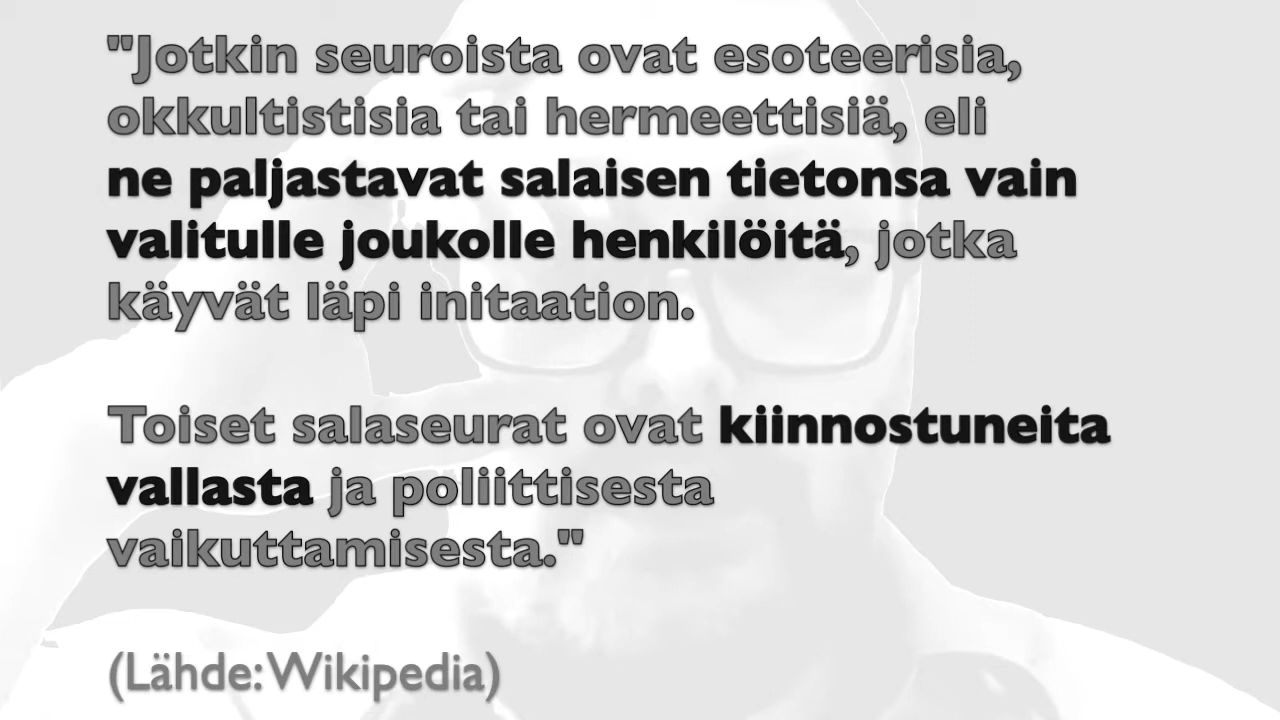 "Jotkin seuroista ovat esoteerisia,
okkultistisia tai hermeettisiä, eli
ne paljastavat salaisen tietonsa vain
valitulle joukolle henkilöitä, jotka
käyvät läpi initaation.
Toiset salaseurat ovat kiinnostuneita
vallasta ja poliittisesta
vaikuttamisesta."
(Lähde: Wikipedia)